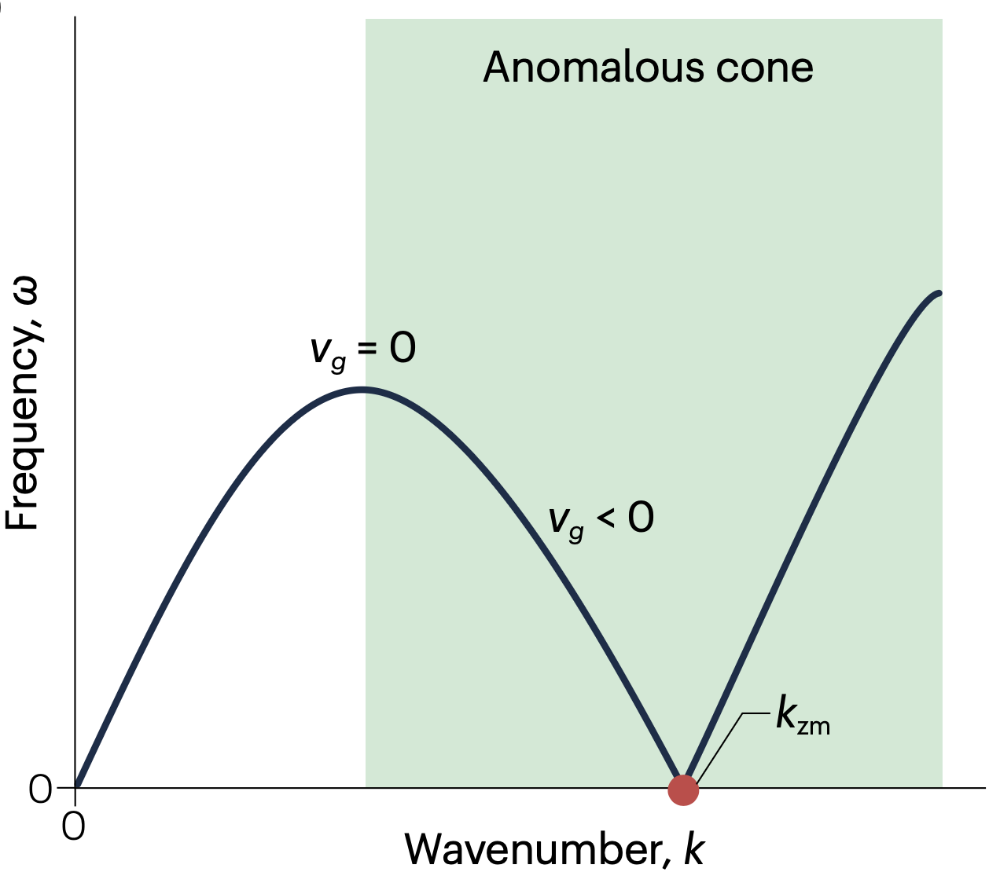 Anomalous cone
Frequency, ω
v_g = 0
v_g < 0
k_zm
0
0
Wavenumber, k